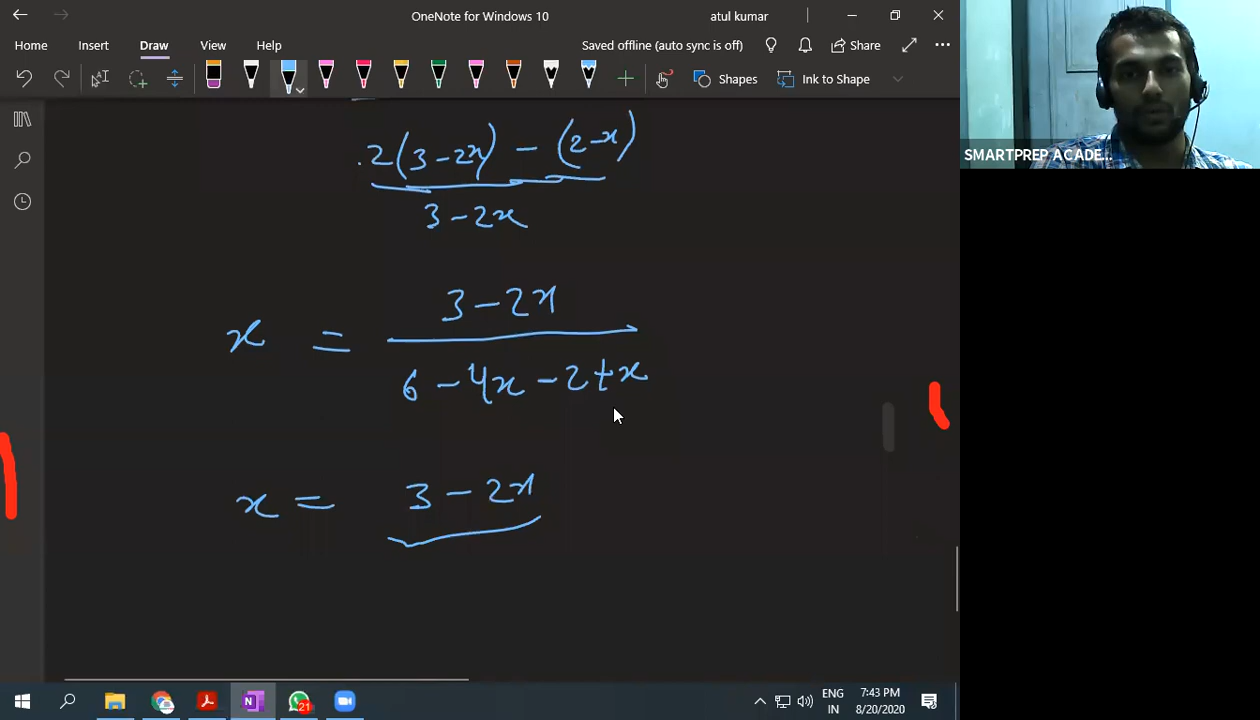 OneNote for Windows 10
atul kumar
Home Insert Draw View Help
Saved offline (auto sync is off)
Share
Shapes
Ink to Shape
2(3-2x) - (2-x)
3-2x
3-2x
x =
6-4x-2+x
x = 3-2x
SMARTPREP ACADE...
21
ENG
IN
7:43 PM
8/20/2020